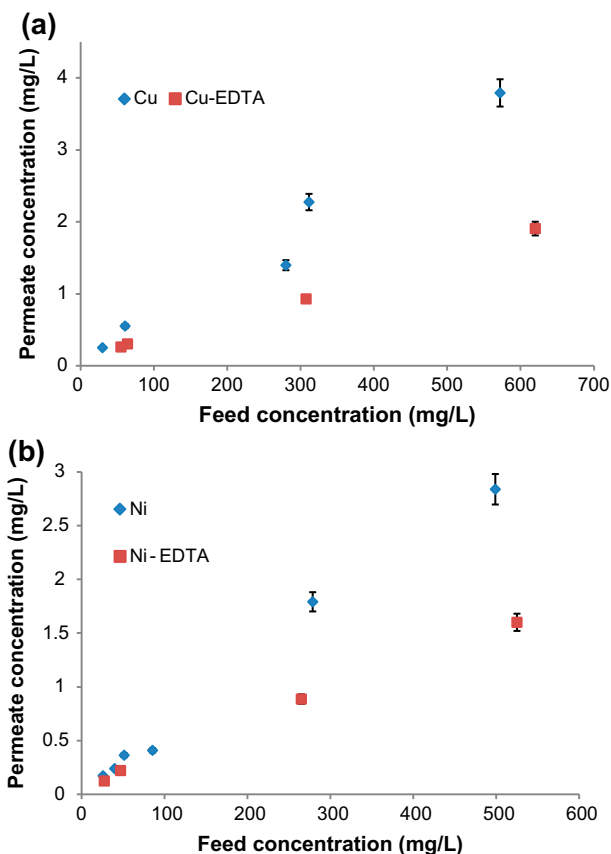 (a)
Permeate concentration (mg/L)
4
3
2
1
0
Cu Cu-EDTA
0 100 200 300 400 500 600 700
Feed concentration (mg/L)
(b)
Permeate concentration (mg/L)
3
2.5
2
1.5
1
0.5
0
Ni
Ni - EDTA
0 100 200 300 400 500 600
Feed concentration (mg/L)